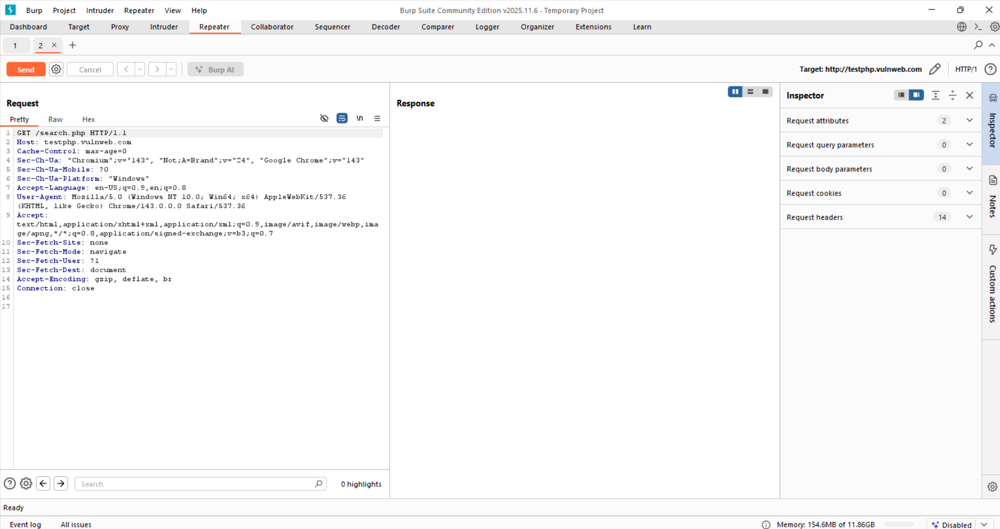 Burp Project Intruder Repeater View Help Burp Suite Community Edition v2025.11.6 - Temporary Project
Dashboard Target Proxy Intruder Repeater Collaborator Sequencer Decoder Comparer Logger Organizer Extensions Learn
1 2
Send Cancel Burp AI Target: http://testphp.vulnweb.com HTTP/1
Request
Pretty Raw Hex \n
1 GET /search.php HTTP/1.1
2 Host: testphp.vulnweb.com
3 Cache-Control: max-age=0
4 Sec-Ch-Ua: "Chromium";v="143", "Not;A=Brand";v="24", "Google Chrome";v="143"
5 Sec-Ch-Ua-Mobile: ?0
6 Sec-Ch-Ua-Platform: "Windows"
7 Accept-Language: en-US;q=0.9,en;q=0.8
8 User-Agent: Mozilla/5.0 (Windows NT 10.0; Win64; x64) AppleWebKit/537.36
(KHTML, like Gecko) Chrome/143.0.0.0 Safari/537.36
9 Accept:
text/html,application/xhtml+xml,application/xml;q=0.9,image/avif,image/webp,ima
ge/apng,*/*;q=0.8,application/signed-exchange;v=b3;q=0.7
10 Sec-Fetch-Site: none
11 Sec-Fetch-Mode: navigate
12 Sec-Fetch-User: ?1
13 Sec-Fetch-Dest: document
14 Accept-Encoding: gzip, deflate, br
15 Connection: close
16
17
Search 0 highlights
Response
Inspector
Request attributes 2
Request query parameters 0
Request body parameters 0
Request cookies 0
Request headers 14
Inspector
Notes
Custom actions
Ready
Event log All issues Memory: 154.6MB of 11.86GB Disabled